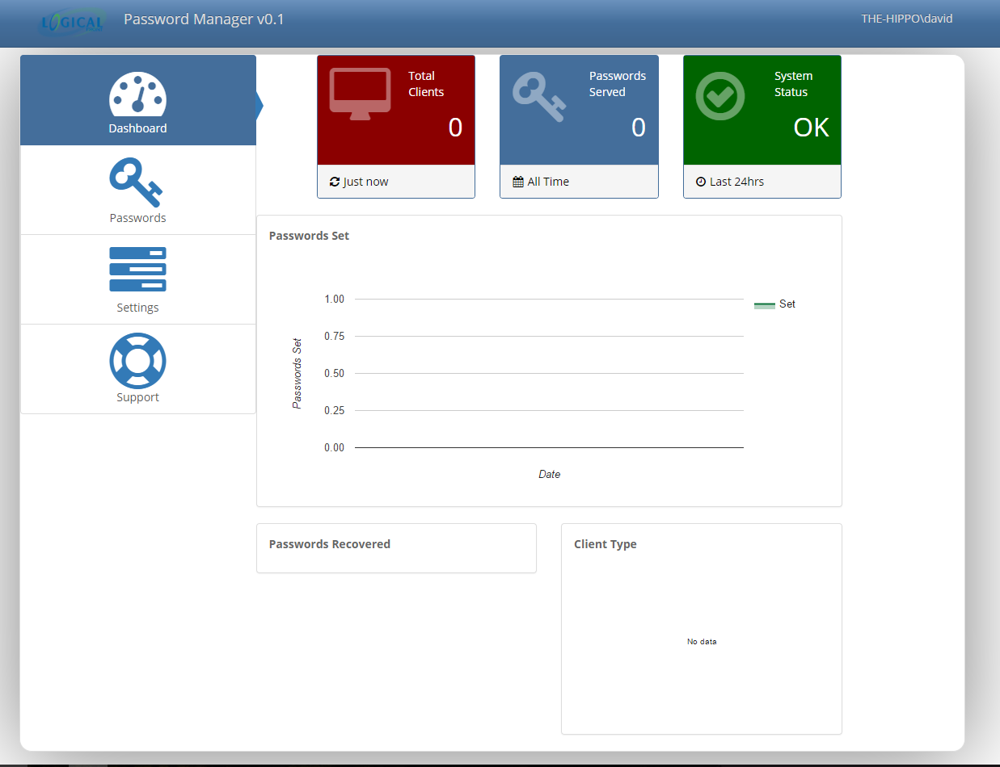 LOGICAL
Password Manager v0.1
THE-HIPPO\david
Dashboard
Passwords
Settings
Support
Total
Clients
0
Just now
Passwords
Served
0
All Time
System
Status
OK
Last 24hrs
Passwords Set
1.00
0.75
0.50
0.25
0.00
Passwords Set
Date
Set
Passwords Recovered
Client Type
No data